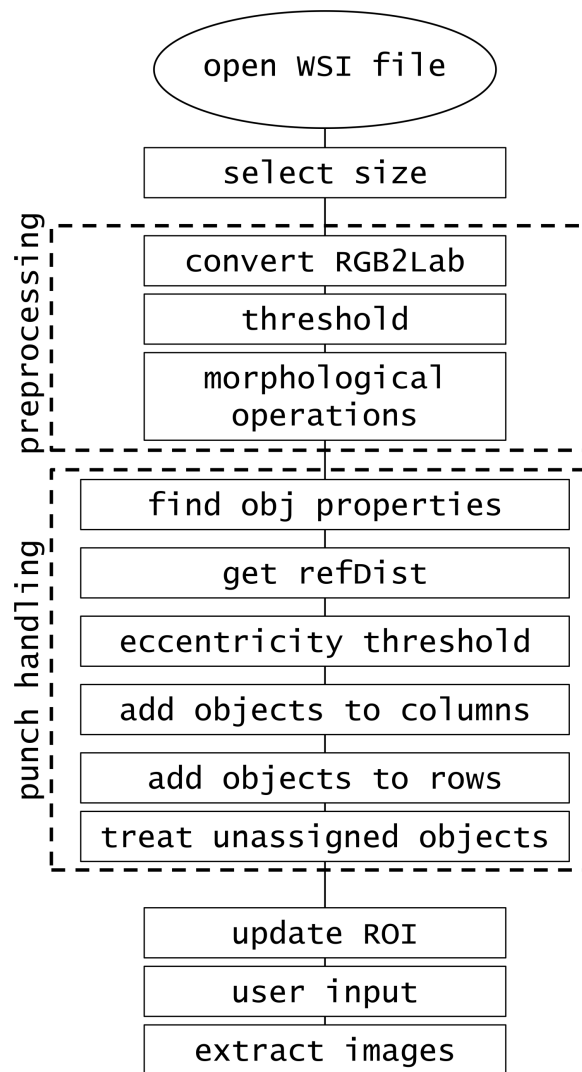 open WSI file
select size
preprocessing
convert RGB2Lab
threshold
morphological
operations
punch handling
find obj properties
get refDist
eccentricity threshold
add objects to columns
add objects to rows
treat unassigned objects
update ROI
user input
extract images